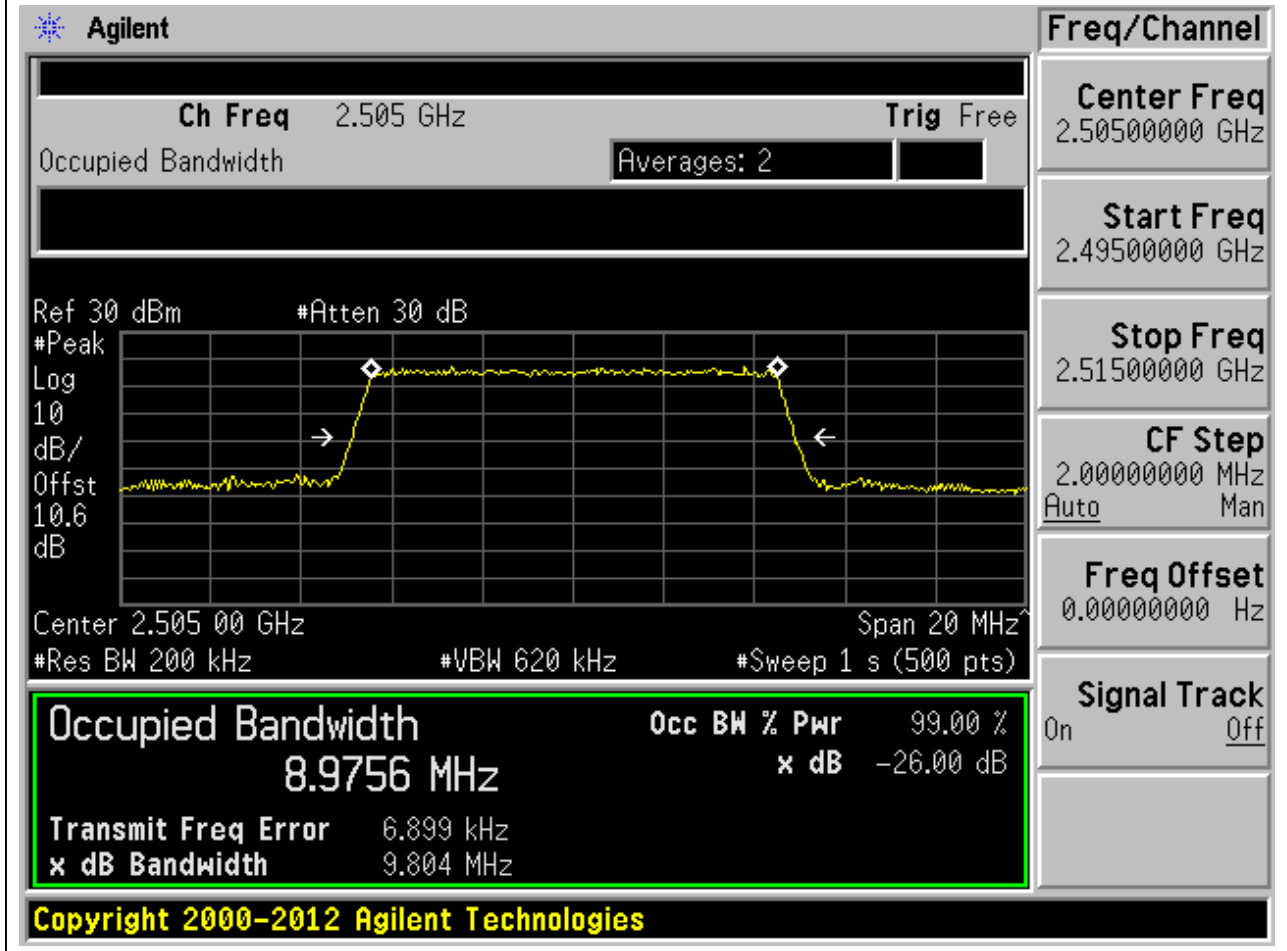 Agilent
Freq/Channel
Ch Freq 2.505 GHz Trig Free
Occupied Bandwidth Averages: 2
Center Freq
2.50500000 GHz
Start Freq
2.49500000 GHz
Stop Freq
2.51500000 GHz
CF Step
2.00000000 MHz
Auto Man
Freq Offset
0.00000000 Hz
Signal Track
On Off
Ref 30 dBm #Atten 30 dB
#Peak
Log
10
dB/
Offst
10.6
dB
Center 2.505 00 GHz Span 20 MHz^
#Res BW 200 kHz #VBW 620 kHz #Sweep 1 s (500 pts)
Occupied Bandwidth
8.9756 MHz
Occ BW % Pwr 99.00 %
x dB -26.00 dB
Transmit Freq Error 6.899 kHz
x dB Bandwidth 9.804 MHz
Copyright 2000-2012 Agilent Technologies